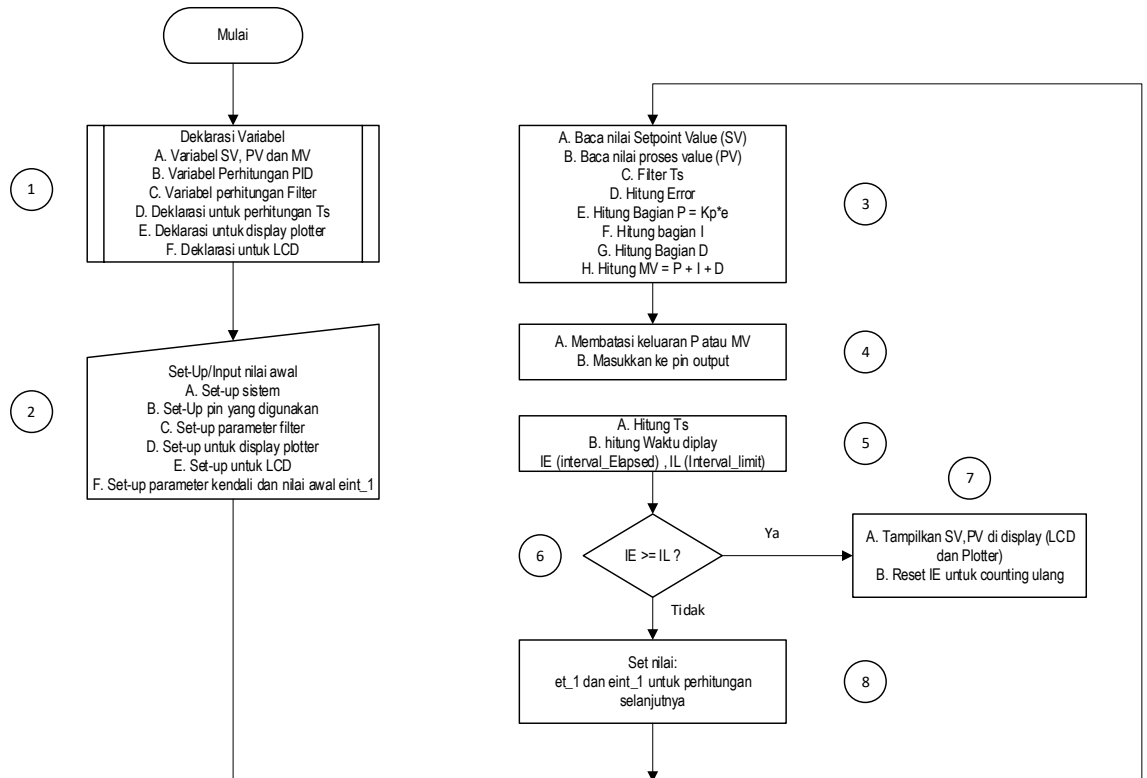 Mulai
1
Deklarasi Variabel
A. Variabel SV, PV dan MV
B. Variabel Perhitungan PID
C. Variabel perhitungan Filter
D. Deklarasi untuk perhitungan Ts
E. Deklarasi untuk display plotter
F. Deklarasi untuk LCD
2
Set-Up/Input nilai awal
A. Set-up sistem
B. Set-Up pin yang digunakan
C. Set-up parameter filter
D. Set-up untuk display plotter
E. Set-up untuk LCD
F. Set-up parameter kendali dan nilai awal eint_1
A. Baca nilai Setpoint Value (SV)
B. Baca nilai proses value (PV)
C. Filter Ts
D. Hitung Error
E. Hitung Bagian P = Kp*e
F. Hitung bagian I
G. Hitung Bagian D
H. Hitung MV = P + I + D
3
A. Membatasi keluaran P atau MV
B. Masukkan ke pin output
4
A. Hitung Ts
B. hitung Waktu diplay
IE (interval_Elapsed) , IL (Interval_limit)
5
6
IE >= IL ?
Ya
Tidak
7
A. Tampilkan SV,PV di display (LCD
dan Plotter)
B. Reset IE untuk counting ulang
Set nilai:
et_1 dan eint_1 untuk perhitungan
selanjutnya
8